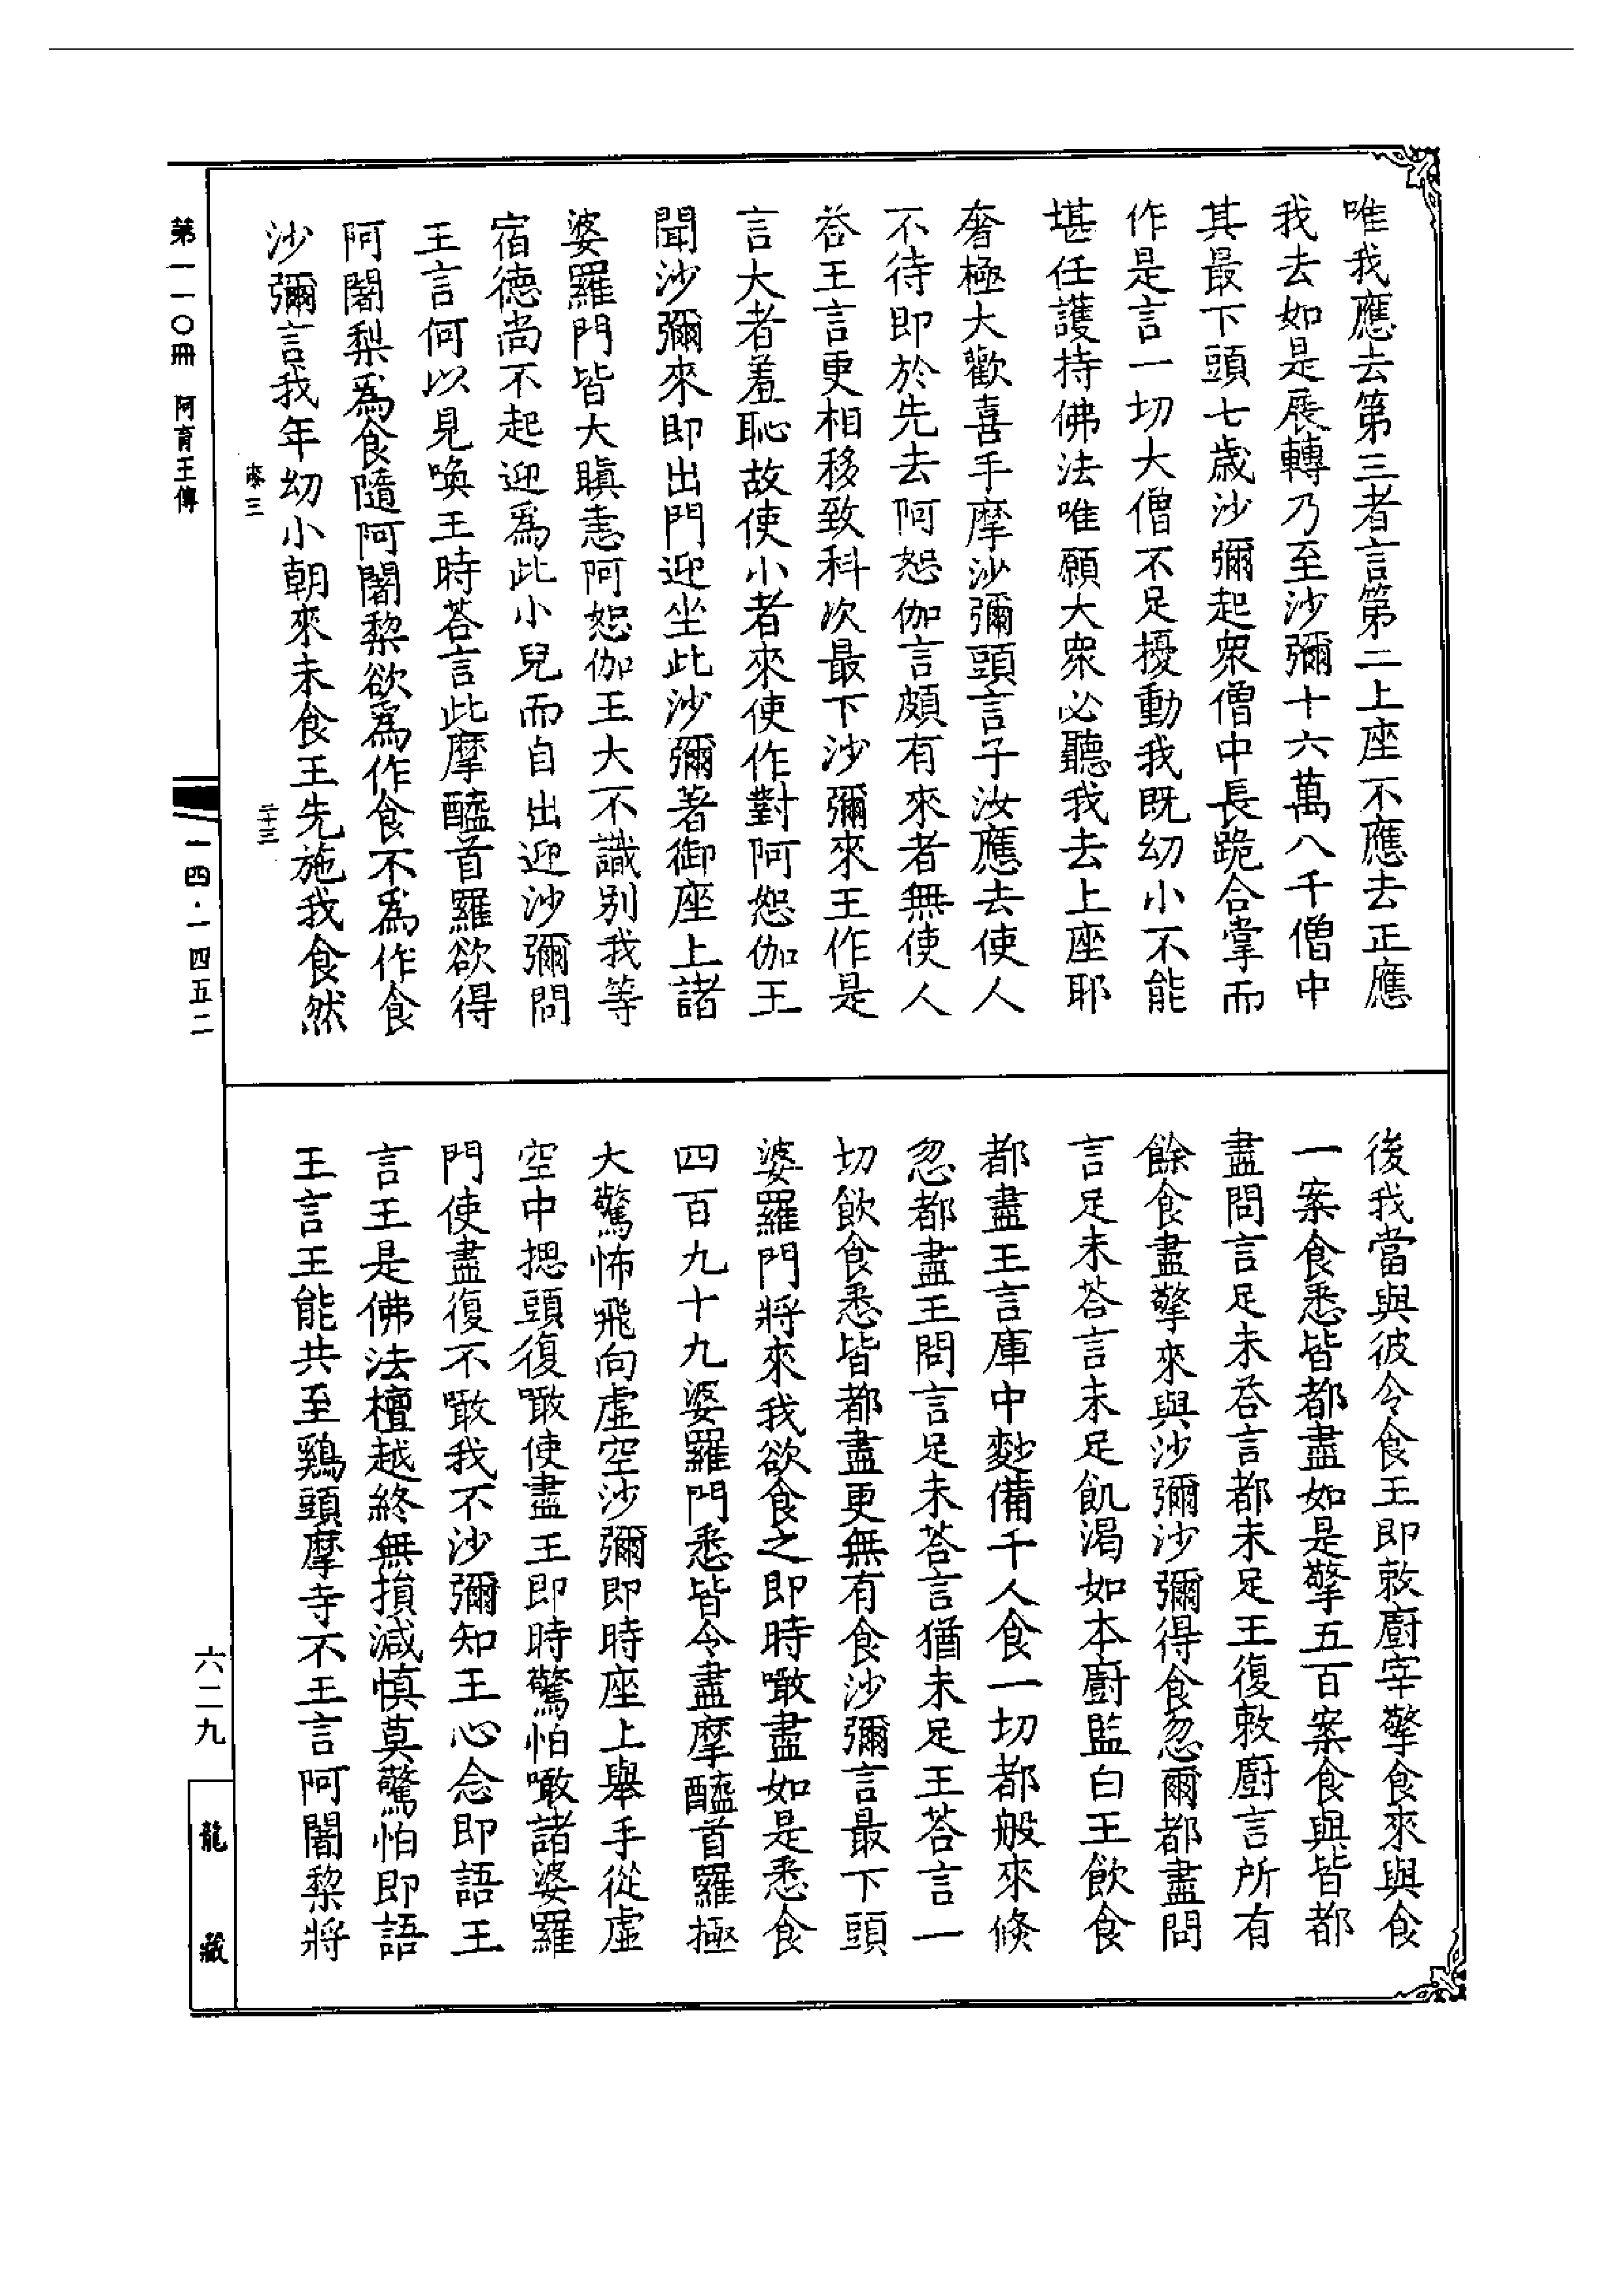 唯我應去第三者言第二上座不應去正應
我去如是展轉乃至沙彌十六萬八千僧中
其最下頭七歲沙彌起眾僧中長跪合掌而
作是言一切大僧不足擾動我既幼小不能
堪任護持佛法唯願大眾必聽我去上座耶
奢極大歡喜手摩沙彌頭言子汝應去使人
不待即於先去阿恕伽言頗有來者無使人
荅王言更相移致科次最下沙彌來王作是
言大者羞恥故使小者來使作對阿恕伽王
聞沙彌來即出門迎坐此沙彌著御座上諸
婆羅門皆大瞋恚阿恕伽王大不識別我等
宿德尚不起迎爲此小兒而自出迎沙彌問
王言何以見喚王時荅言此摩醯首羅欲得
阿闍梨爲食隨阿闍黎欲爲作食不爲作食
沙彌言我年幼小朝來未食王先施我食然
後我當與彼令食王即敕廚宰擎食來與食
一案食悉皆都盡如是擎五百案食與皆都
盡問言足未荅言都未足王復敕廚言所有
餘食盡擎來與沙彌沙彌得食忽爾都盡問
言足未荅言未足飢渴如本廚監白王飲食
都盡王言庫中麨備千人食一切都般來倏
忽都盡王問言足未荅言猶未足王荅言一
切飲食悉皆都盡更無有食沙彌言最下頭
婆羅門將來我欲食之即時噉盡如是悉食
四百九十九婆羅門悉皆令盡摩醯首羅極
大驚怖飛向虛空沙彌即時座上舉手從虛
空中揌頭復噉使盡王即時驚怕噉諸婆羅
門使盡復不噉我不沙彌知王心念即語王
言王是佛法檀越終無損減慎莫驚怕即語
王言王能共至鷄頭摩寺不王言阿闍黎將
第一一〇冊 阿育王傳
三
二十三
一四·一四五二
六二九
龍藏